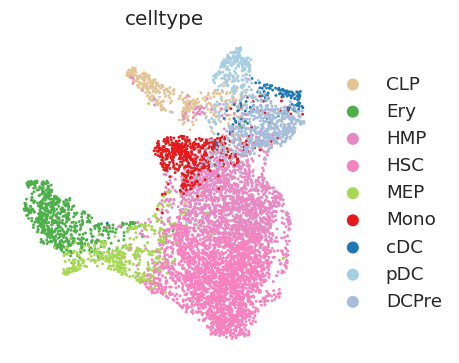 celltype
CLP
Ery
HMP
HSC
MEP
Mono
cDC
pDC
DCPre